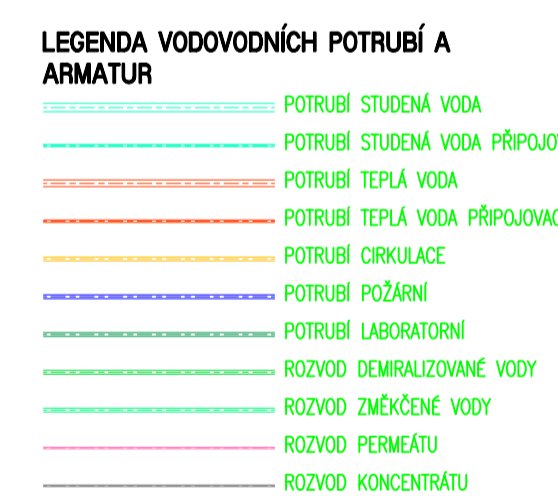 LEGENDA VODOVODNÍCH POTRUBÍ A
ARMATUR
POTRUBÍ STUDENÁ VODA
POTRUBÍ STUDENÁ VODA
POTRUBÍ TEPLÁ VODA
POTRUBÍ TEPLÁ VODA
POTRUBÍ CIRKULACE
POTRUBÍ POŽÁRNÍ
POTRUBÍ LABORATORNÍ
ROZVOD DEMIRALIZOVANÉ VODY
ROZVOD ZMĚKČENÉ VODY
ROZVOD PERMEÁTU
ROZVOD KONCENTRÁTU